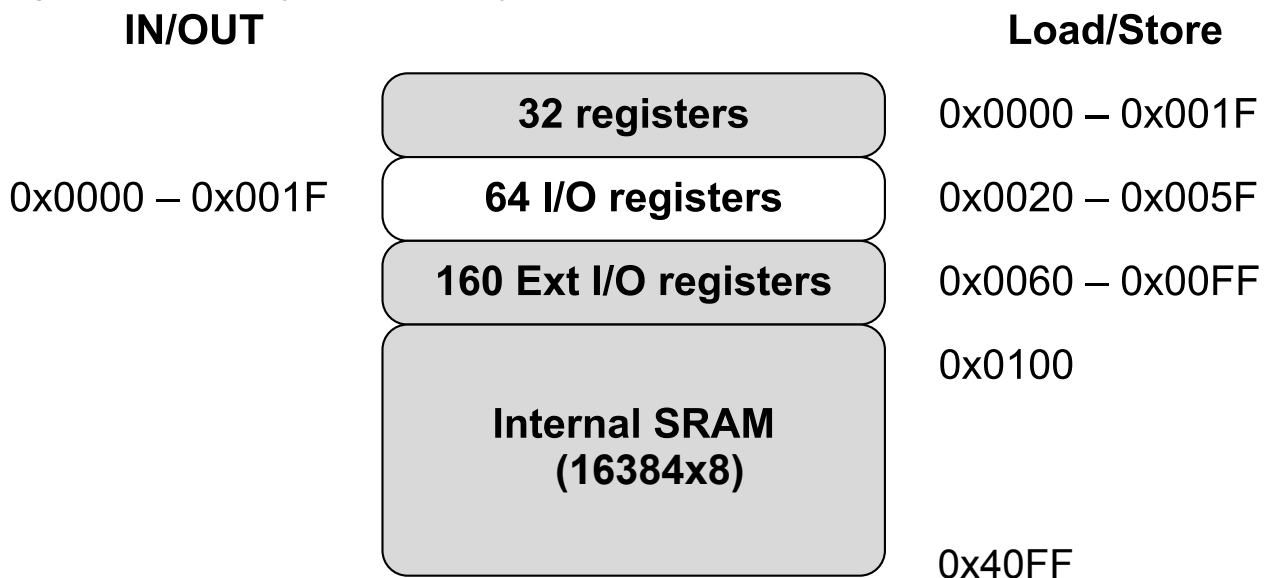 IN/OUT Load/Store
32 registers 0x0000 – 0x001F
0x0000 – 0x001F 64 I/O registers 0x0020 – 0x005F
160 Ext I/O registers 0x0060 – 0x00FF
0x0100
Internal SRAM
(16384x8)
0x40FF